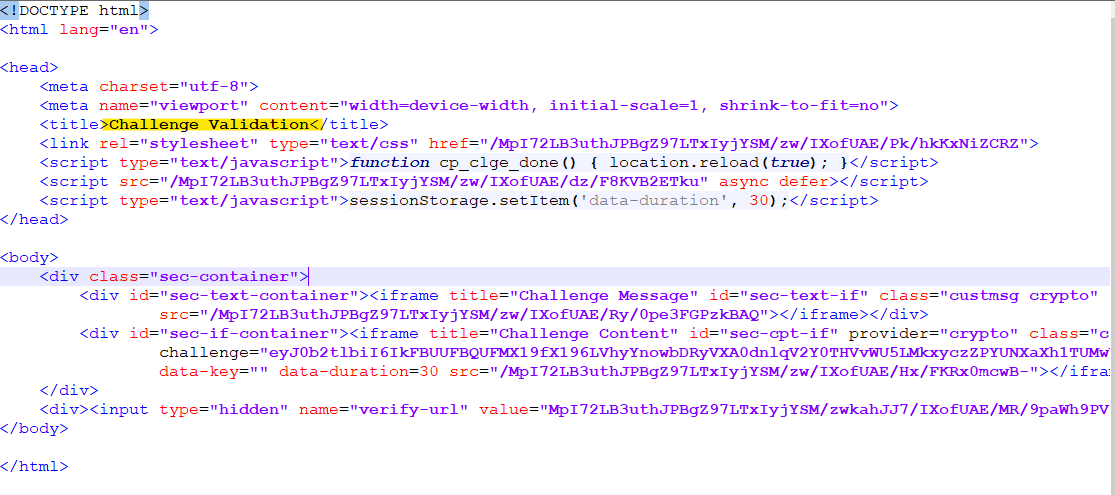 <!DOCTYPE html>
<html lang="en">
<head>
<meta charset="utf-8">
<meta name="viewport" content="width=device-width, initial-scale=1, shrink-to-fit=no">
<title>Challenge Validation</title>
<link rel="stylesheet" type="text/css" href="/MpI72LB3uthJPBgZ97LTxIyjYSM/zw/IXofUAE/Pk/hkKxNiZCRZ">
<script type="text/javascript">function cp_clge_done() { location.reload(true); }</script>
<script src="/MpI72LB3uthJPBgZ97LTxIyjYSM/zw/IXofUAE/dz/F8KVB2ETku" async defer></script>
<script type="text/javascript">sessionStorage.setItem('data-duration', 30);</script>
</head>
<body>
<div class="sec-container">
<div id="sec-text-container"><iframe title="Challenge Message" id="sec-text-if" class="custmsg crypto"
src="/MpI72LB3uthJPBgZ97LTxIyjYSM/zw/IXofUAE/Ry/0pe3FGPzkBAQ"></iframe></div>
<div id="sec-if-container"><iframe title="Challenge Content" id="sec-cpt-if" provider="crypto" class="c
challenge="eyJ0b2tlbiI6IkFBUUFBQUFMX19fX196LVhyYnowbDRyVXA0dnlqV2Y0THVvWU5LMkxyczZPYUNXaXh1TUMw
data-key="" data-duration=30 src="/MpI72LB3uthJPBgZ97LTxIyjYSM/zw/IXofUAE/Hx/FKRx0mcwB-"></ifra
</div>
<div><input type="hidden" name="verify-url" value="MpI72LB3uthJPBgZ97LTxIyjYSM/zwkahJJ7/IXofUAE/MR/9paWh9PV
</body>
</html>